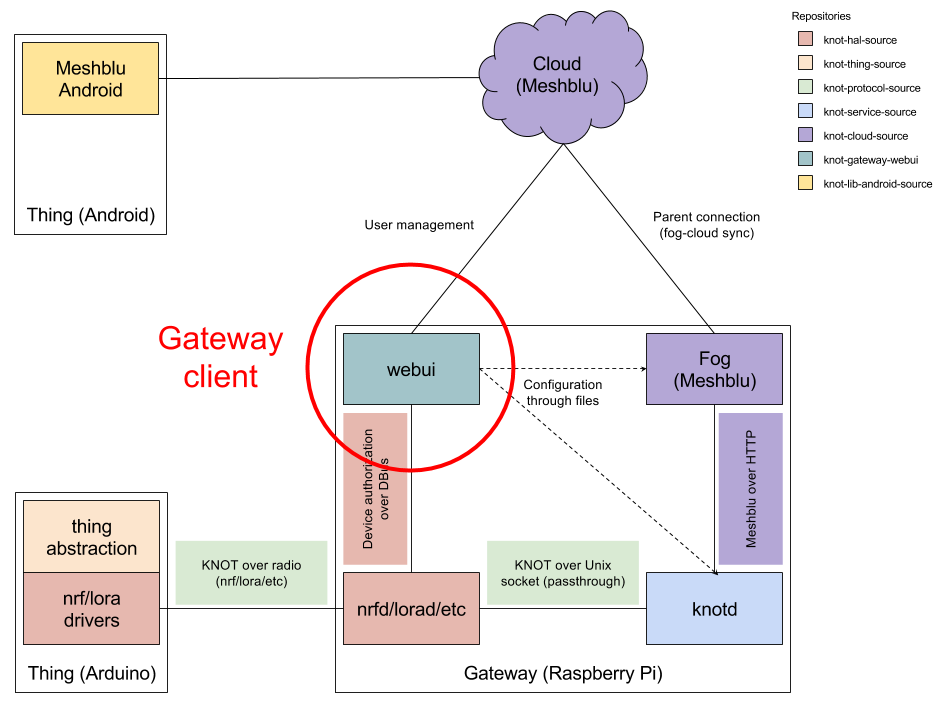 Repositories
knot-hal-source
knot-thing-source
knot-protocol-source
knot-service-source
knot-cloud-source
knot-gateway-webui
knot-lib-android-source
Meshblu
Android
Thing (Android)
Cloud
(Meshblu)
User management
Parent connection
(fog-cloud sync)
Gateway
client
webui
Fog
(Meshblu)
Configuration
through files
Device authorization
over DBus
Meshblu over HTTP
thing
abstraction
nrf/lora
drivers
Thing (Arduino)
KNOT over radio
(nrf/lora/etc)
nrfd/lorad/etc
KNOT over Unix
socket (passthrough)
knotd
Gateway (Raspberry Pi)